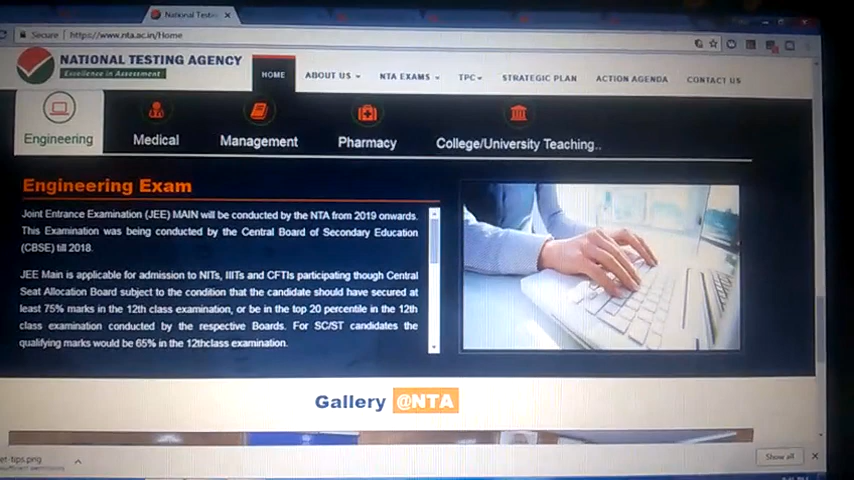 National Testi
Secure https://www.nta.ac.in/Home
NATIONAL TESTING AGENCY
Excellence in Assessment
HOME ABOUT US NTA EXAMS TPC STRATEGIC PLAN ACTION AGENDA CONTACT US
Engineering Medical Management Pharmacy College/University Teaching..
Engineering Exam
Joint Entrance Examination (JEE) MAIN will be conducted by the NTA from 2019 onwards.
This Examination was being conducted by the Central Board of Secondary Education
(CBSE) till 2018.
JEE Main is applicable for admission to NITs, IIITs and CFTIs participating though Central
Seat Allocation Board subject to the condition that the candidate should have secured at
least 75% marks in the 12th class examination, or be in the top 20 percentile in the 12th
class examination conducted by the respective Boards. For SC/ST candidates the
qualifying marks would be 65% in the 12thclass examination.
Gallery @NTA
et-tips.png
Show all